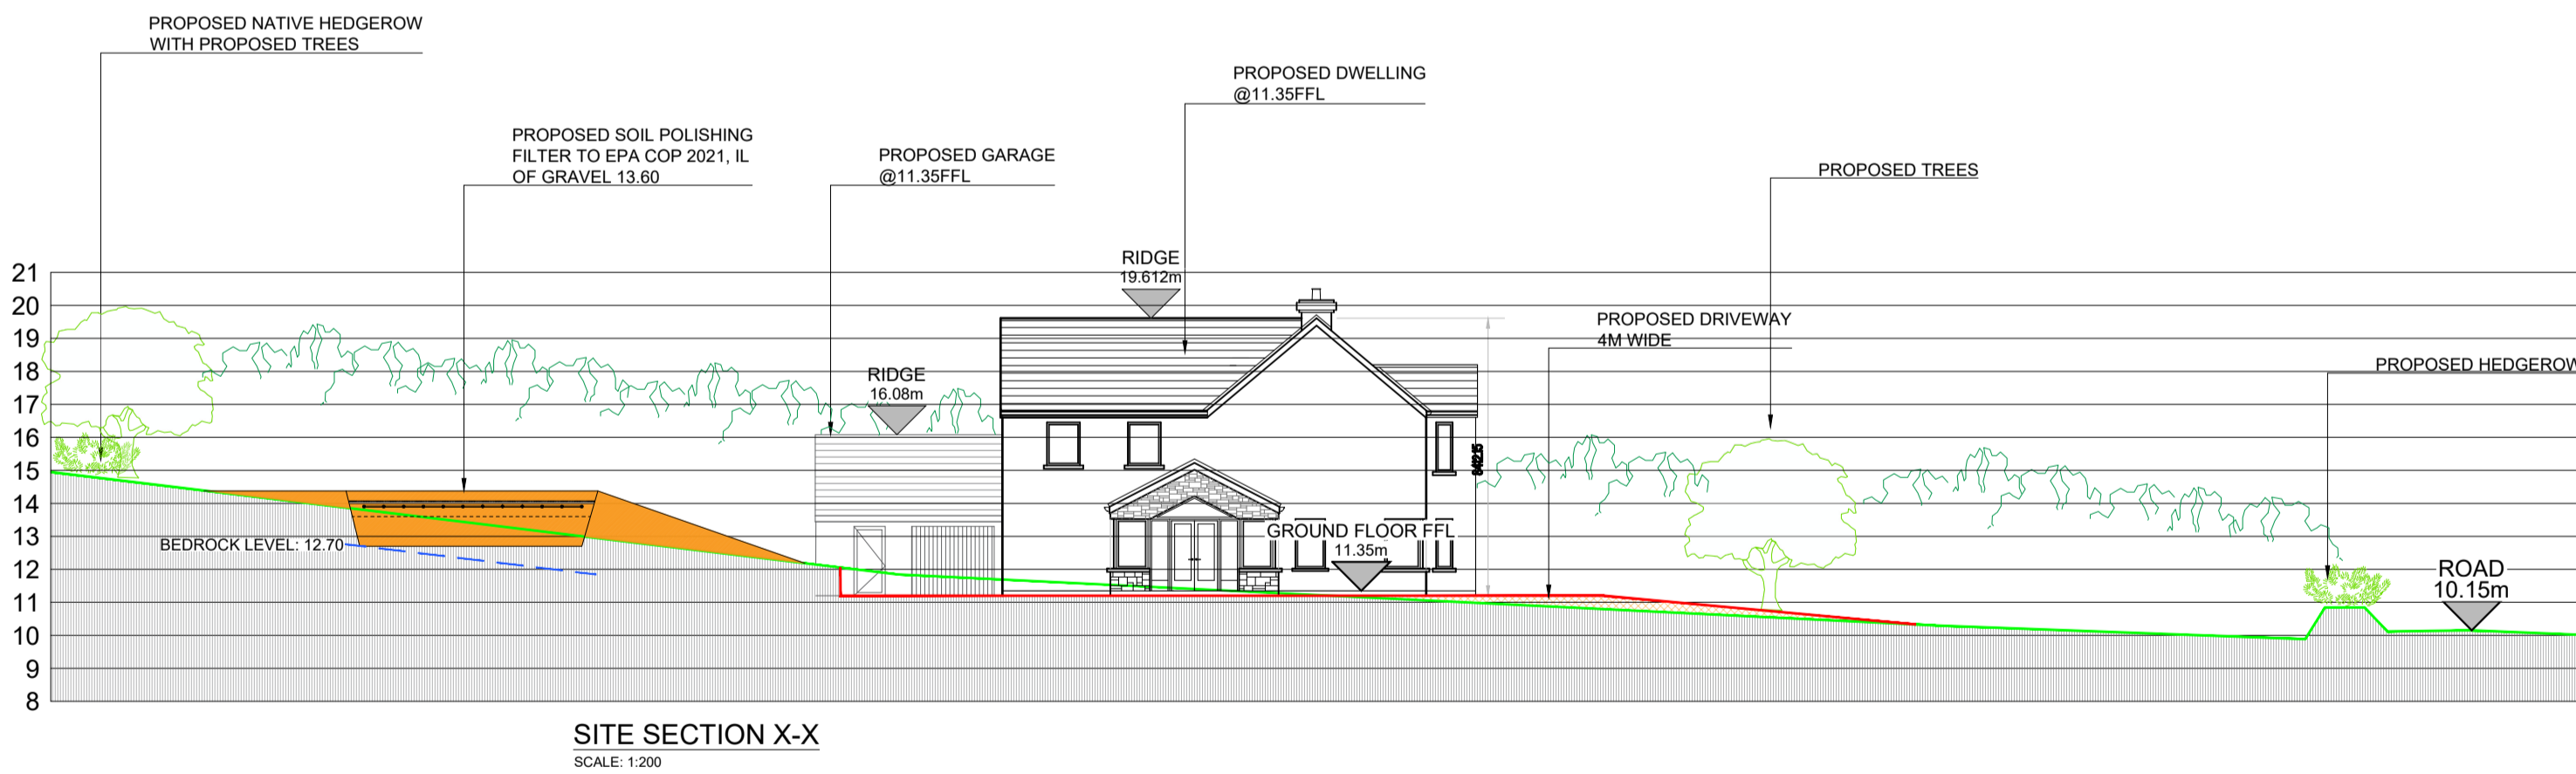 PROPOSED NATIVE HEDGEROW
WITH PROPOSED TREES
PROPOSED DWELLING
@11.35FFL
PROPOSED SOIL POLISHING
FILTER TO EPA COP 2021, IL
OF GRAVEL 13.60
PROPOSED GARAGE
@11.35FFL
PROPOSED TREES
RIDGE
19.612m
PROPOSED DRIVEWAY
4M WIDE
PROPOSED HEDGEROW
RIDGE
16.08m
21
20
19
18
17
16
15
14
13
12
11
10
9
8
BEDROCK LEVEL: 12.70
GROUND FLOOR FFL
11.35m
ROAD
10.15m
SITE SECTION X-X
SCALE: 1:200